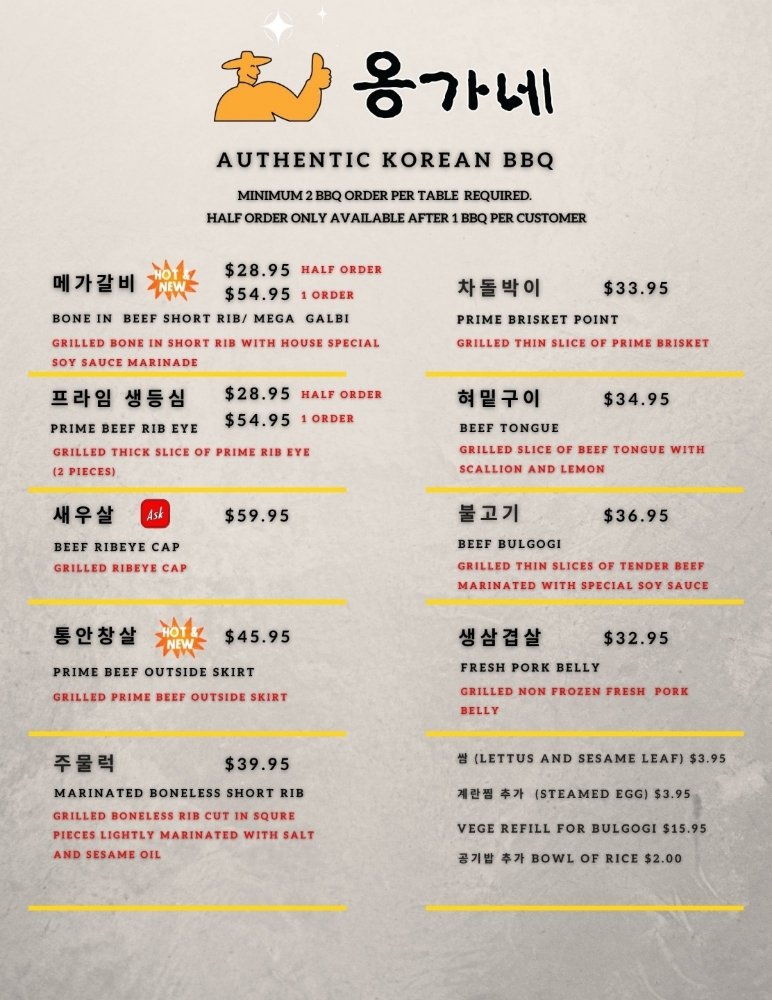 옹가네
AUTHENTIC KOREAN BBQ
MINIMUM 2 BBQ ORDER PER TABLE REQUIRED.
HALF ORDER ONLY AVAILABLE AFTER 1 BBQ PER CUSTOMER
메가갈비 HOT & NEW $28.95 HALF ORDER
$54.95 1 ORDER
BONE IN BEEF SHORT RIB/ MEGA GALBI
GRILLED BONE IN SHORT RIB WITH HOUSE SPECIAL
SOY SAUCE MARINADE
프라임 생등심 $28.95 HALF ORDER
$54.95 1 ORDER
PRIME BEEF RIB EYE
GRILLED THICK SLICE OF PRIME RIB EYE
(2 PIECES)
새우살 Ask $59.95
BEEF RIBEYE CAP
GRILLED RIBEYE CAP
통안창살 HOT & NEW $45.95
PRIME BEEF OUTSIDE SKIRT
GRILLED PRIME BEEF OUTSIDE SKIRT
주물럭 $39.95
MARINATED BONELESS SHORT RIB
GRILLED BONELESS RIB CUT IN SQURE
PIECES LIGHTLY MARINATED WITH SALT
AND SESAME OIL
차돌박이 $33.95
PRIME BRISKET POINT
GRILLED THIN SLICE OF PRIME BRISKET
혀밑구이 $34.95
BEEF TONGUE
GRILLED SLICE OF BEEF TONGUE WITH
SCALLION AND LEMON
불고기 $36.95
BEEF BULGOGI
GRILLED THIN SLICES OF TENDER BEEF
MARINATED WITH SPECIAL SOY SAUCE
생삼겹살 $32.95
FRESH PORK BELLY
GRILLED NON FROZEN FRESH PORK
BELLY
쌈 (LETTUS AND SESAME LEAF) $3.95
계란찜 추가 (STEAMED EGG) $3.95
VEGE REFILL FOR BULGOGI $15.95
공기밥 추가 BOWL OF RICE $2.00